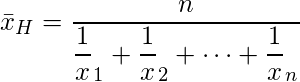 x̄_H = n / (1/x_1 + 1/x_2 + ⋯ + 1/x_n)